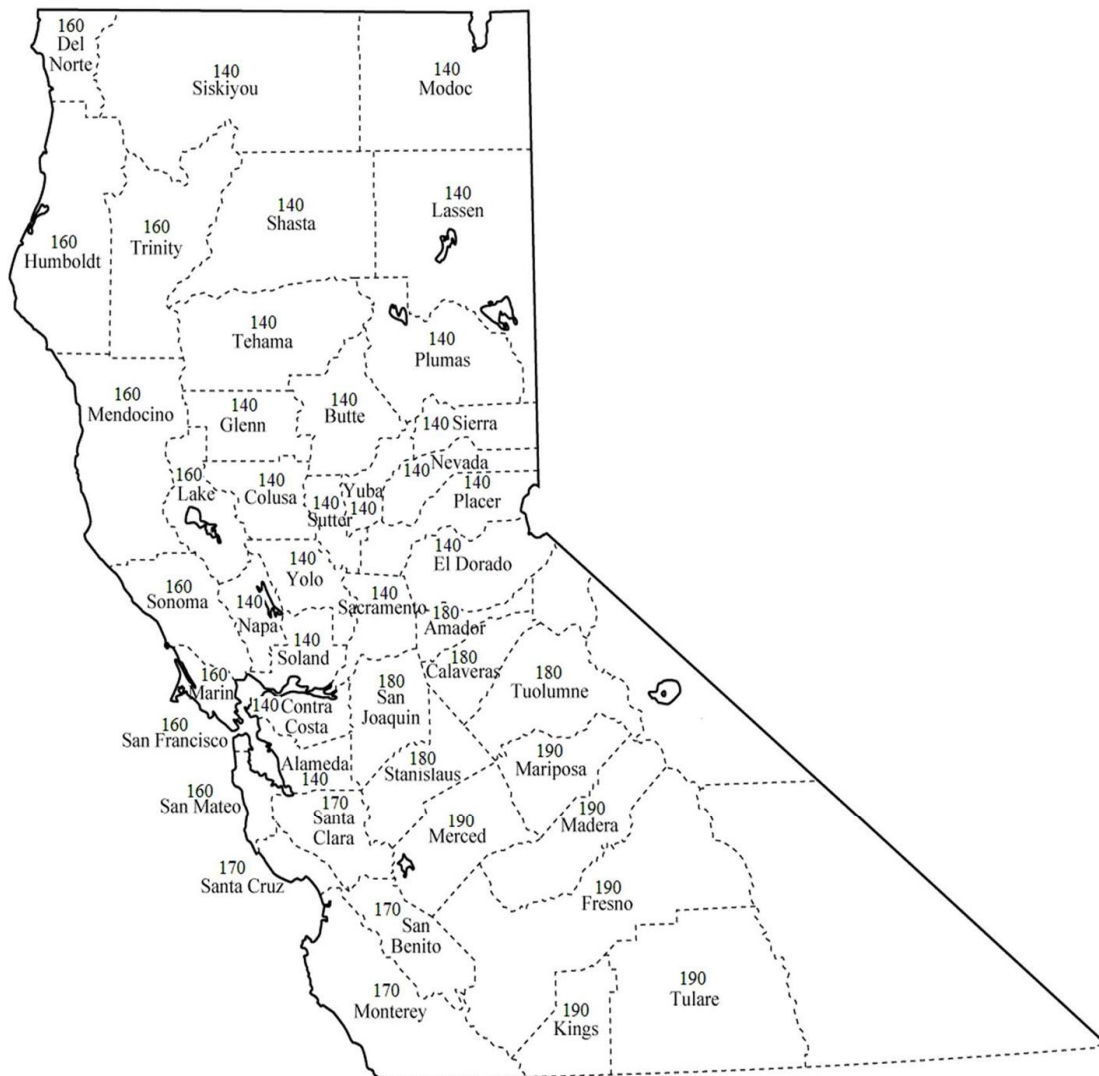 160
Del
Norte
140
Siskiyou
140
Modoc
140
Lassen
140
Shasta
160
Trinity
160
Humboldt
140
Tehama
140
Plumas
160
Mendocino
140
Glenn
140
Butte
140 Sierra
Nevada
140
160
Lake
140
Colusa
140
Sutter
Yuba
140
140
Placer
140
El Dorado
140
Yolo
160
Sonoma
140
Napa
140
Sacramento
180
Amador
140
Soland
180
Calaveras
180
Tuolumne
160
Marin
140 Contra
Costa
180
San
Joaquin
160
San Francisco
Alameda
140
180
Stanislaus
190
Mariposa
160
San Mateo
170
Santa
Clara
190
Merced
190
Madera
170
Santa Cruz
190
Fresno
170
San
Benito
170
Monterey
190
Kings
190
Tulare